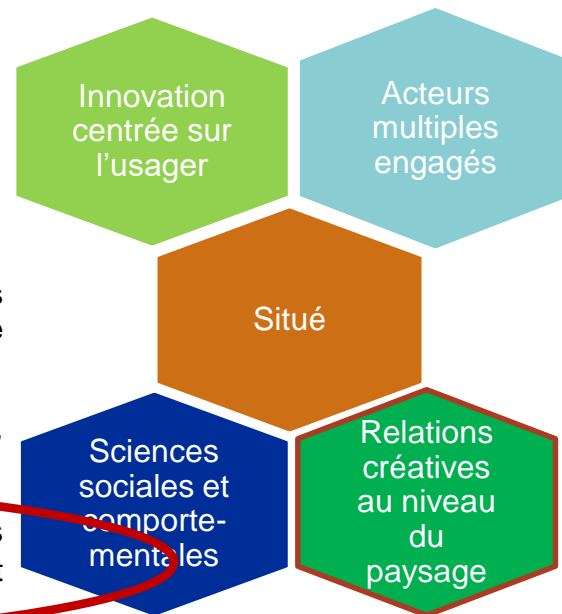 Innovation
centrée sur
l’usager
Acteurs
multiples
engagés
Situé
Sciences
sociales et
comporte-
mentales
Relations
créatives
au niveau
du
paysage